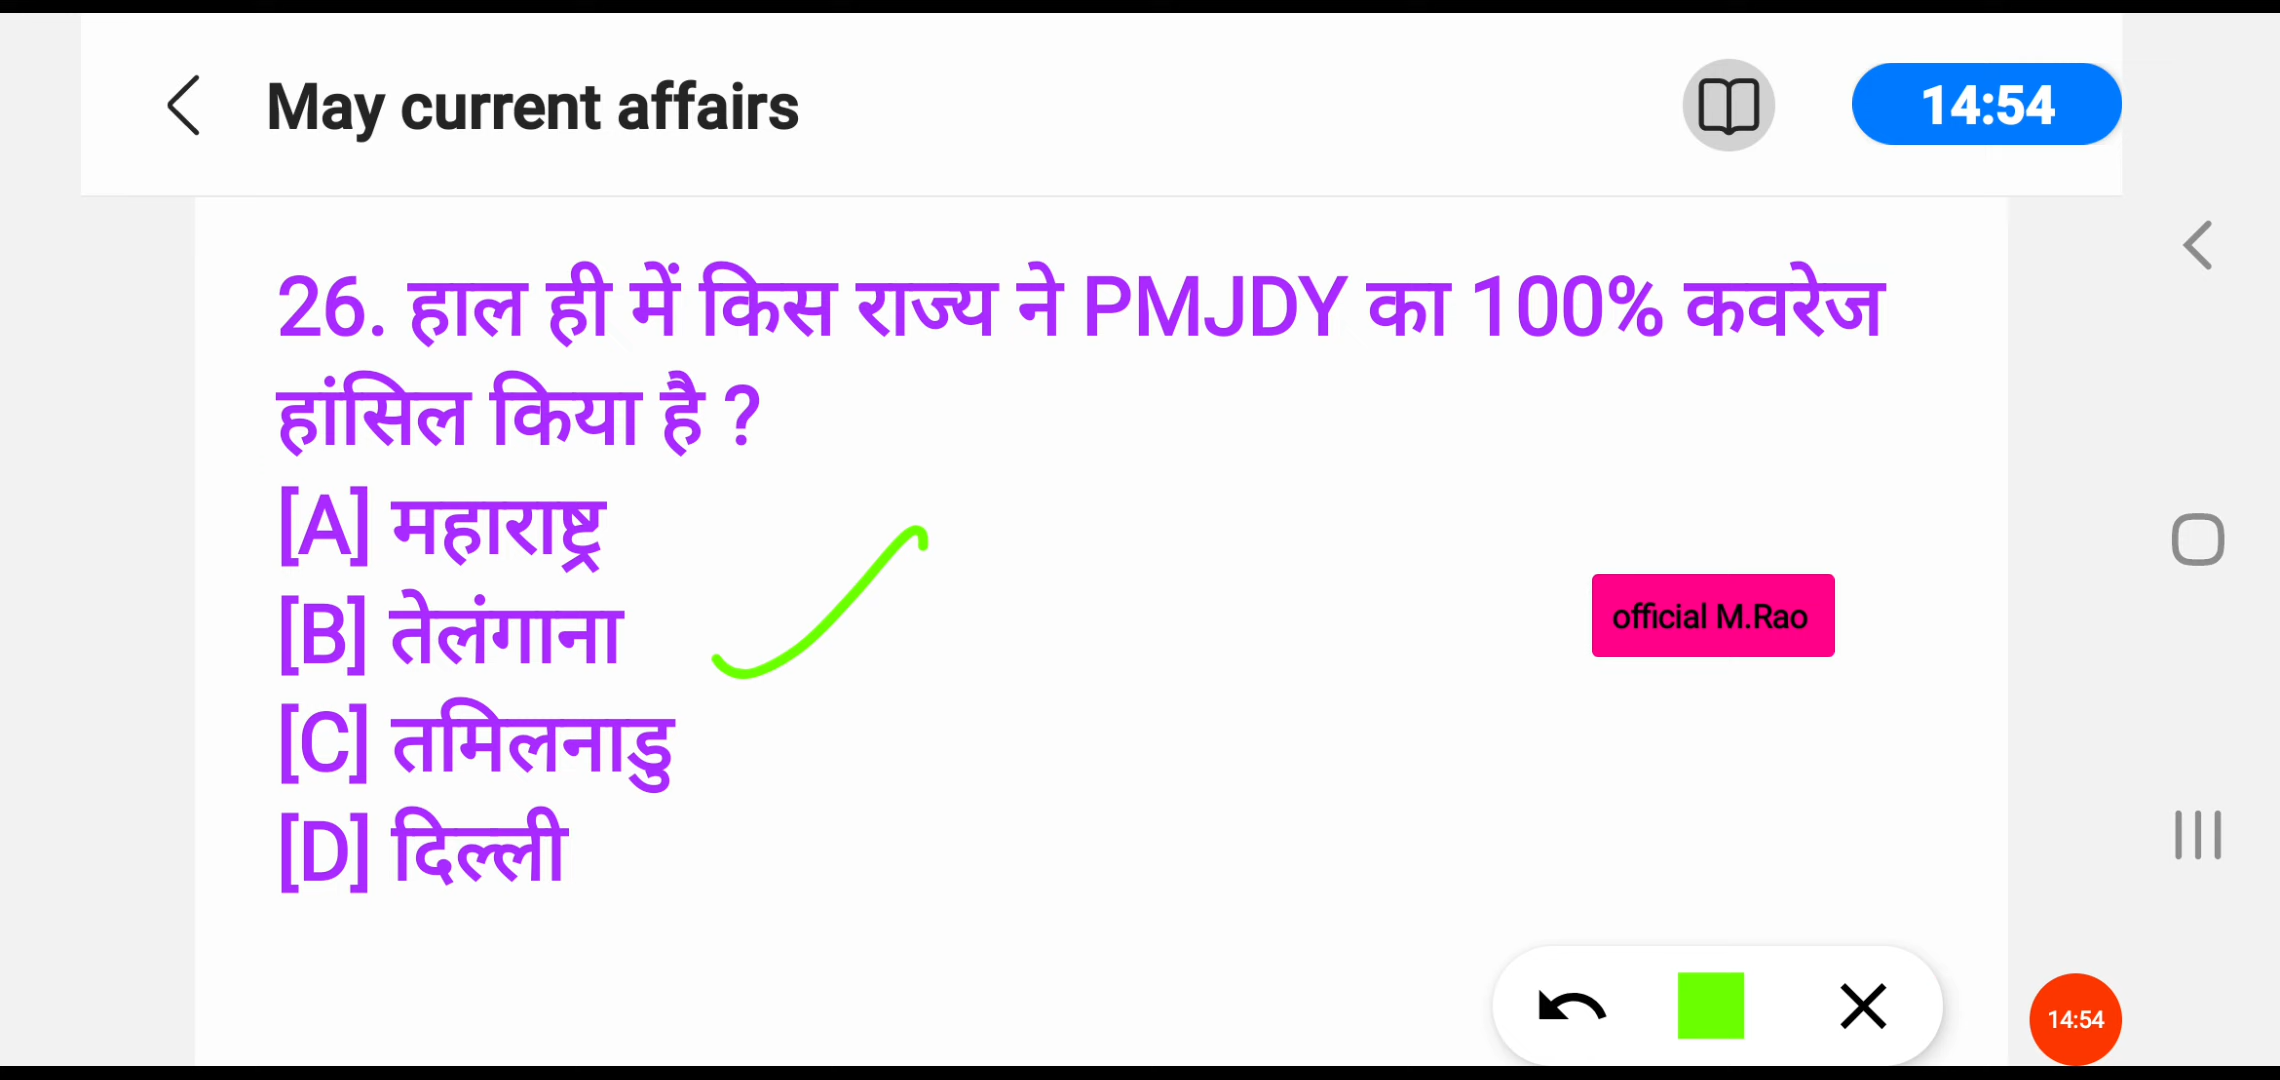 May current affairs
14:54
26. हाल ही में किस राज्य ने PMJDY का 100% कवरेज
हांसिल किया है ?
[A] महाराष्ट्र
[B] तेलंगाना
official M.Rao
[C] तमिलनाडु
[D] दिल्ली
14:54